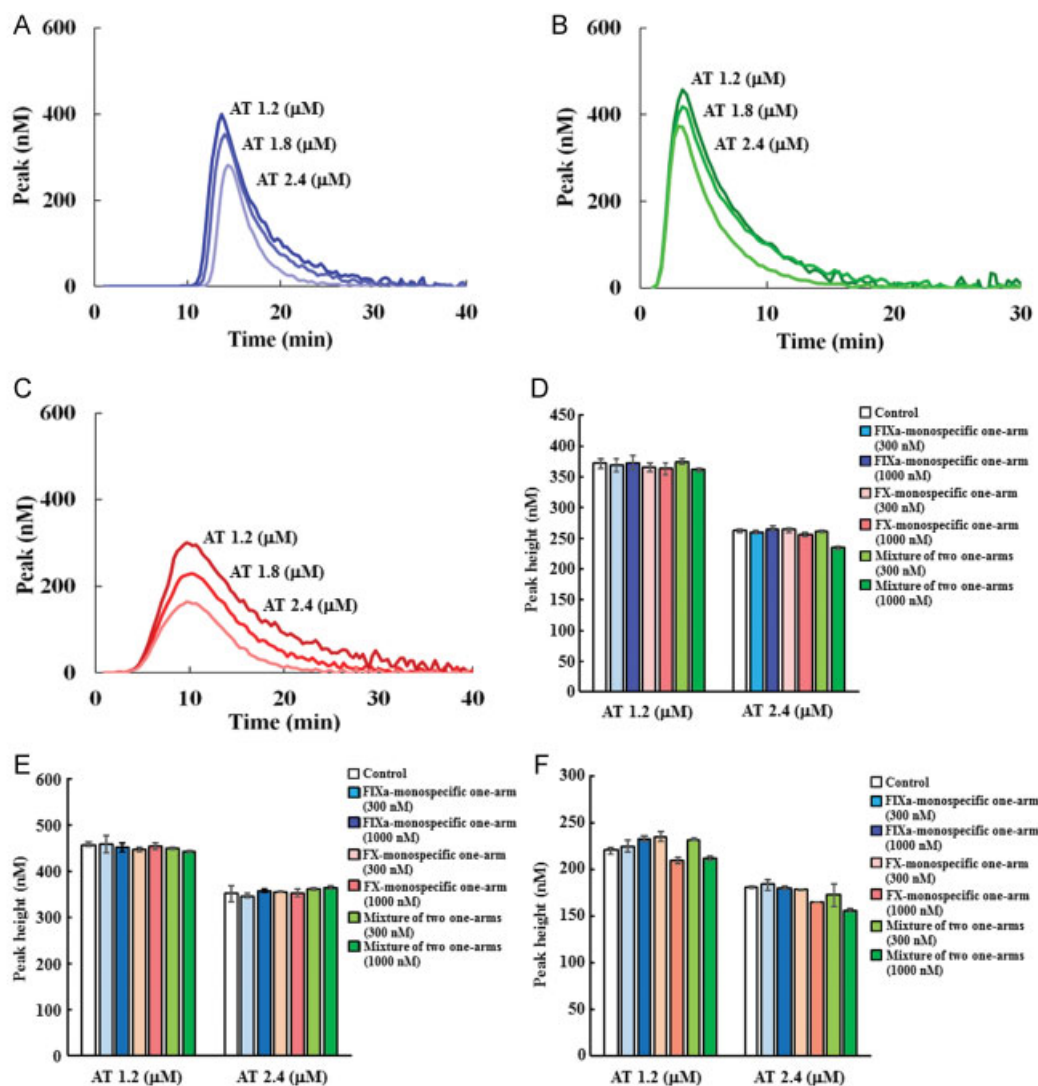 A
600
400
200
0
Peak (nM)
AT 1.2 (μM)
AT 1.8 (μM)
AT 2.4 (μM)
0 10 20 30 40
Time (min)
B
600
400
200
0
Peak (nM)
AT 1.2 (μM)
AT 1.8 (μM)
AT 2.4 (μM)
0 10 20 30
Time (min)
C
600
400
200
0
Peak (nM)
AT 1.2 (μM)
AT 1.8 (μM)
AT 2.4 (μM)
0 10 20 30 40
Time (min)
D
450
400
350
300
250
200
150
100
50
0
Peak height (nM)
AT 1.2 (μM) AT 2.4 (μM)
Control
FIXa-monospecific one-arm
(300 nM)
FIXa-monospecific one-arm
(1000 nM)
FX-monospecific one-arm
(300 nM)
FX-monospecific one-arm
(1000 nM)
Mixture of two one-arms
(300 nM)
Mixture of two one-arms
(1000 nM)
E
600
500
400
300
200
100
0
Peak height (nM)
AT 1.2 (μM) AT 2.4 (μM)
Control
FIXa-monospecific one-arm
(300 nM)
FIXa-monospecific one-arm
(1000 nM)
FX-monospecific one-arm
(300 nM)
FX-monospecific one-arm
(1000 nM)
Mixture of two one-arms
(300 nM)
Mixture of two one-arms
(1000 nM)
F
300
250
200
150
100
50
0
Peak height (nM)
AT 1.2 (μM) AT 2.4 (μM)
Control
FIXa-monospecific one-arm
(300 nM)
FIXa-monospecific one-arm
(1000 nM)
FX-monospecific one-arm
(300 nM)
FX-monospecific one-arm
(1000 nM)
Mixture of two one-arms
(300 nM)
Mixture of two one-arms
(1000 nM)